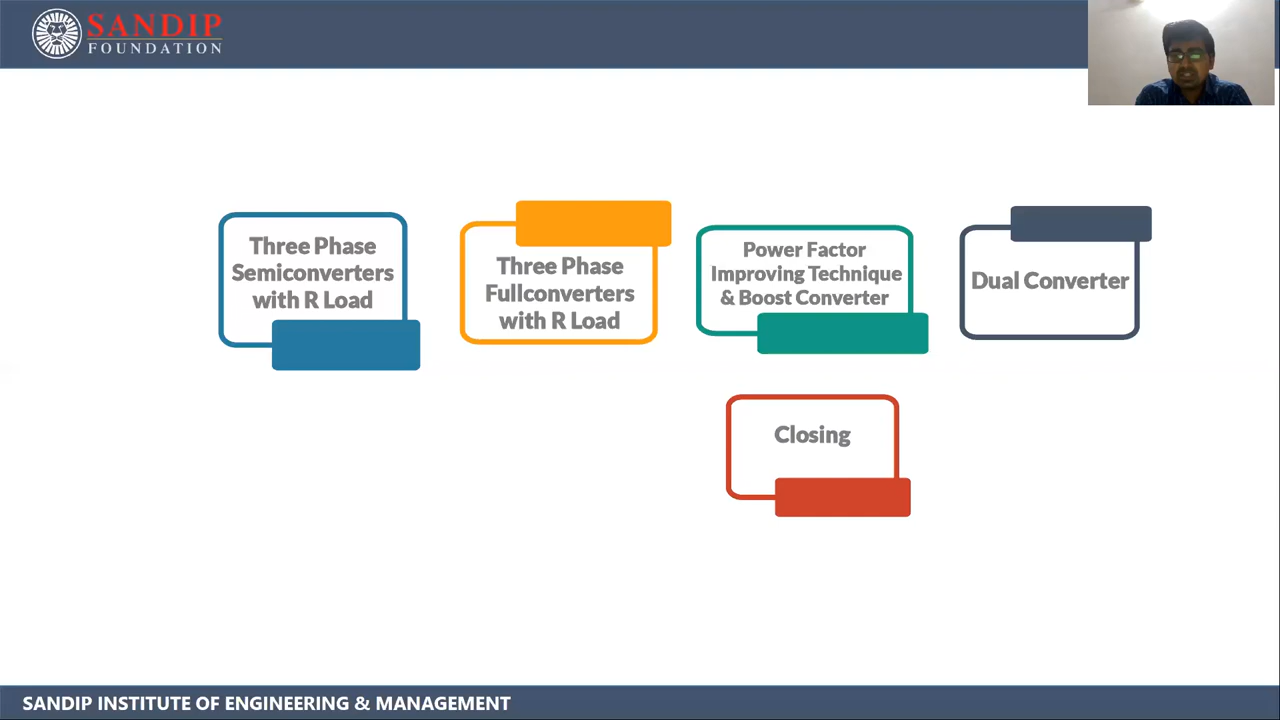 SANDIP
FOUNDATION
Three Phase
Semiconverters
with R Load
Three Phase
Fullconverters
with R Load
Power Factor
Improving Technique
& Boost Converter
Dual Converter
Closing
SANDIP INSTITUTE OF ENGINEERING & MANAGEMENT